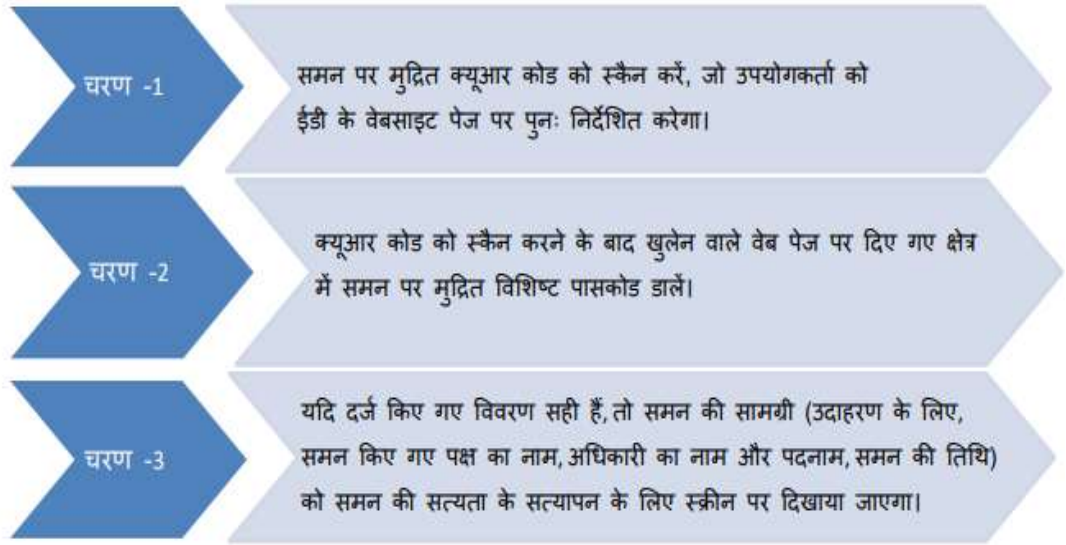 चरण -1
समन पर मुद्रित क्यूआर कोड को स्कैन करें, जो उपयोगकर्ता को
ईडी के वेबसाइट पेज पर पुनः निर्देशित करेगा।
चरण -2
क्यूआर कोड को स्कैन करने के बाद खुलेन वाले वेब पेज पर दिए गए क्षेत्र
में समन पर मुद्रित विशिष्ट पासकोड डालें।
चरण -3
यदि दर्ज किए गए विवरण सही हैं, तो समन की सामग्री (उदाहरण के लिए,
समन किए गए पक्ष का नाम, अधिकारी का नाम और पदनाम, समन की तिथि)
को समन की सत्यता के सत्यापन के लिए स्क्रीन पर दिखाया जाएगा।